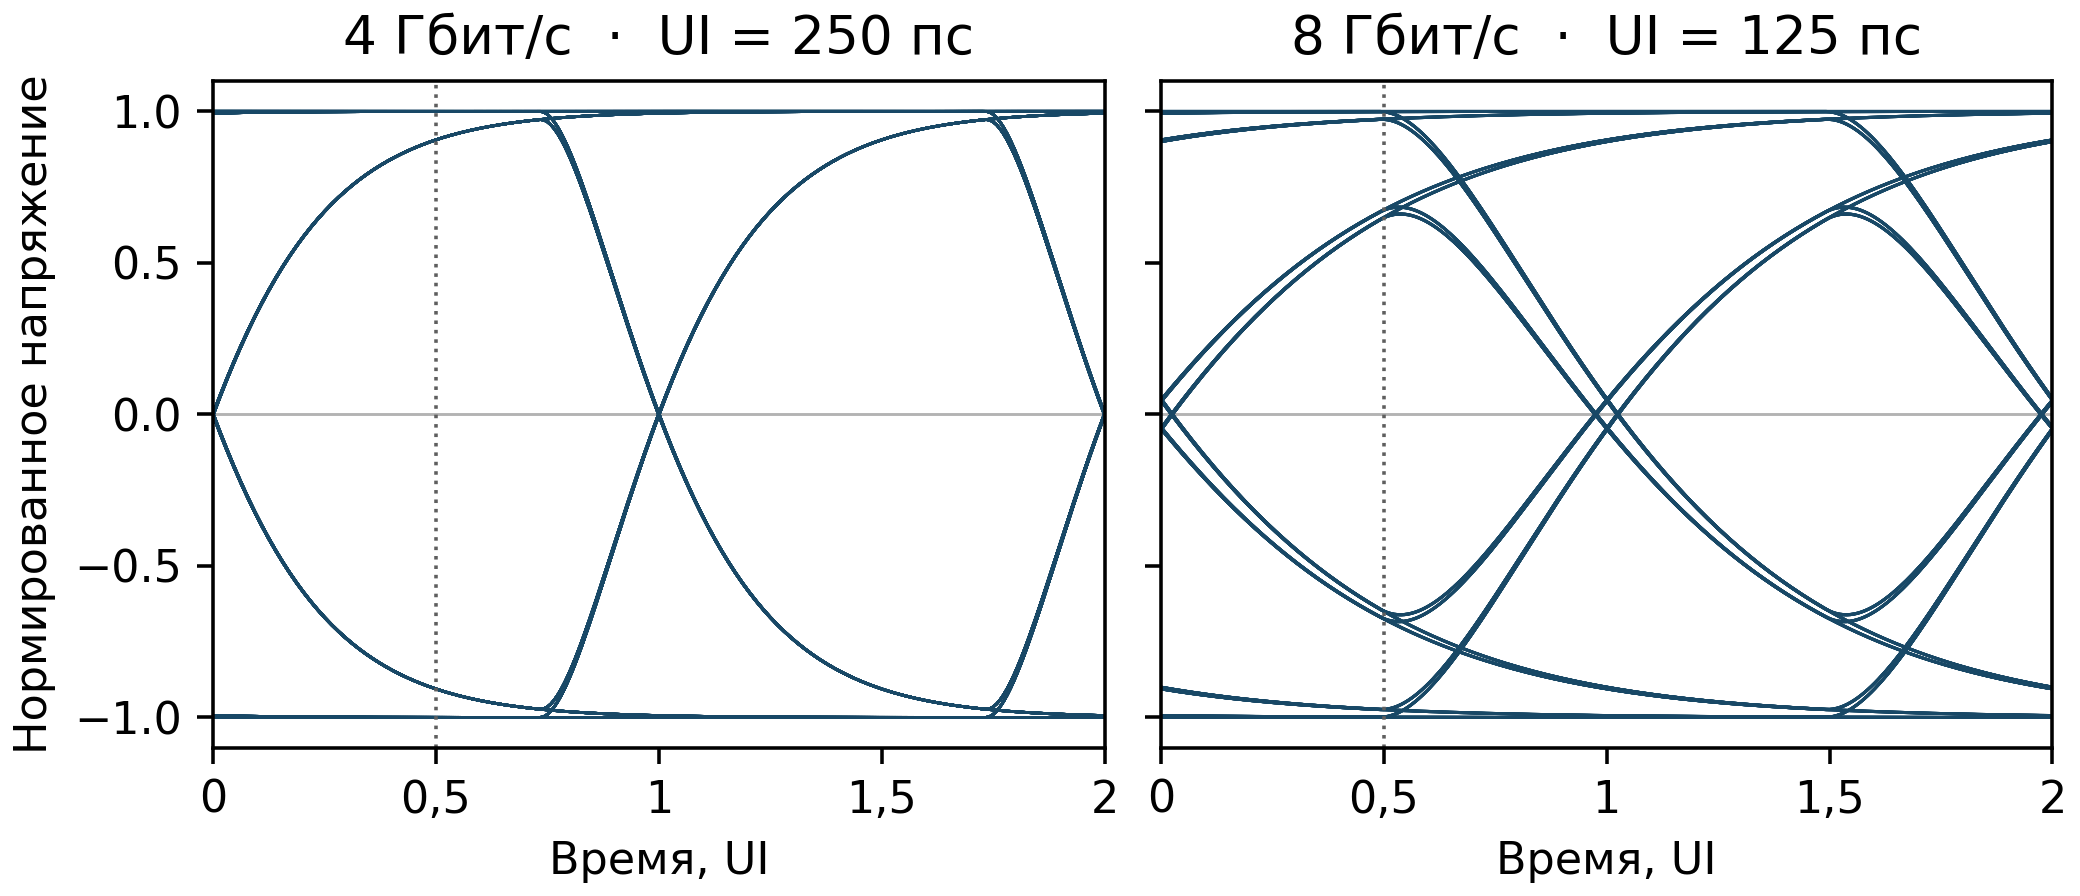 4 Гбит/с · UI = 250 пс
8 Гбит/с · UI = 125 пс
Нормированное напряжение
1.0
0.5
0.0
−0.5
−1.0
0 0,5 1 1,5 2
0 0,5 1 1,5 2
Время, UI
Время, UI